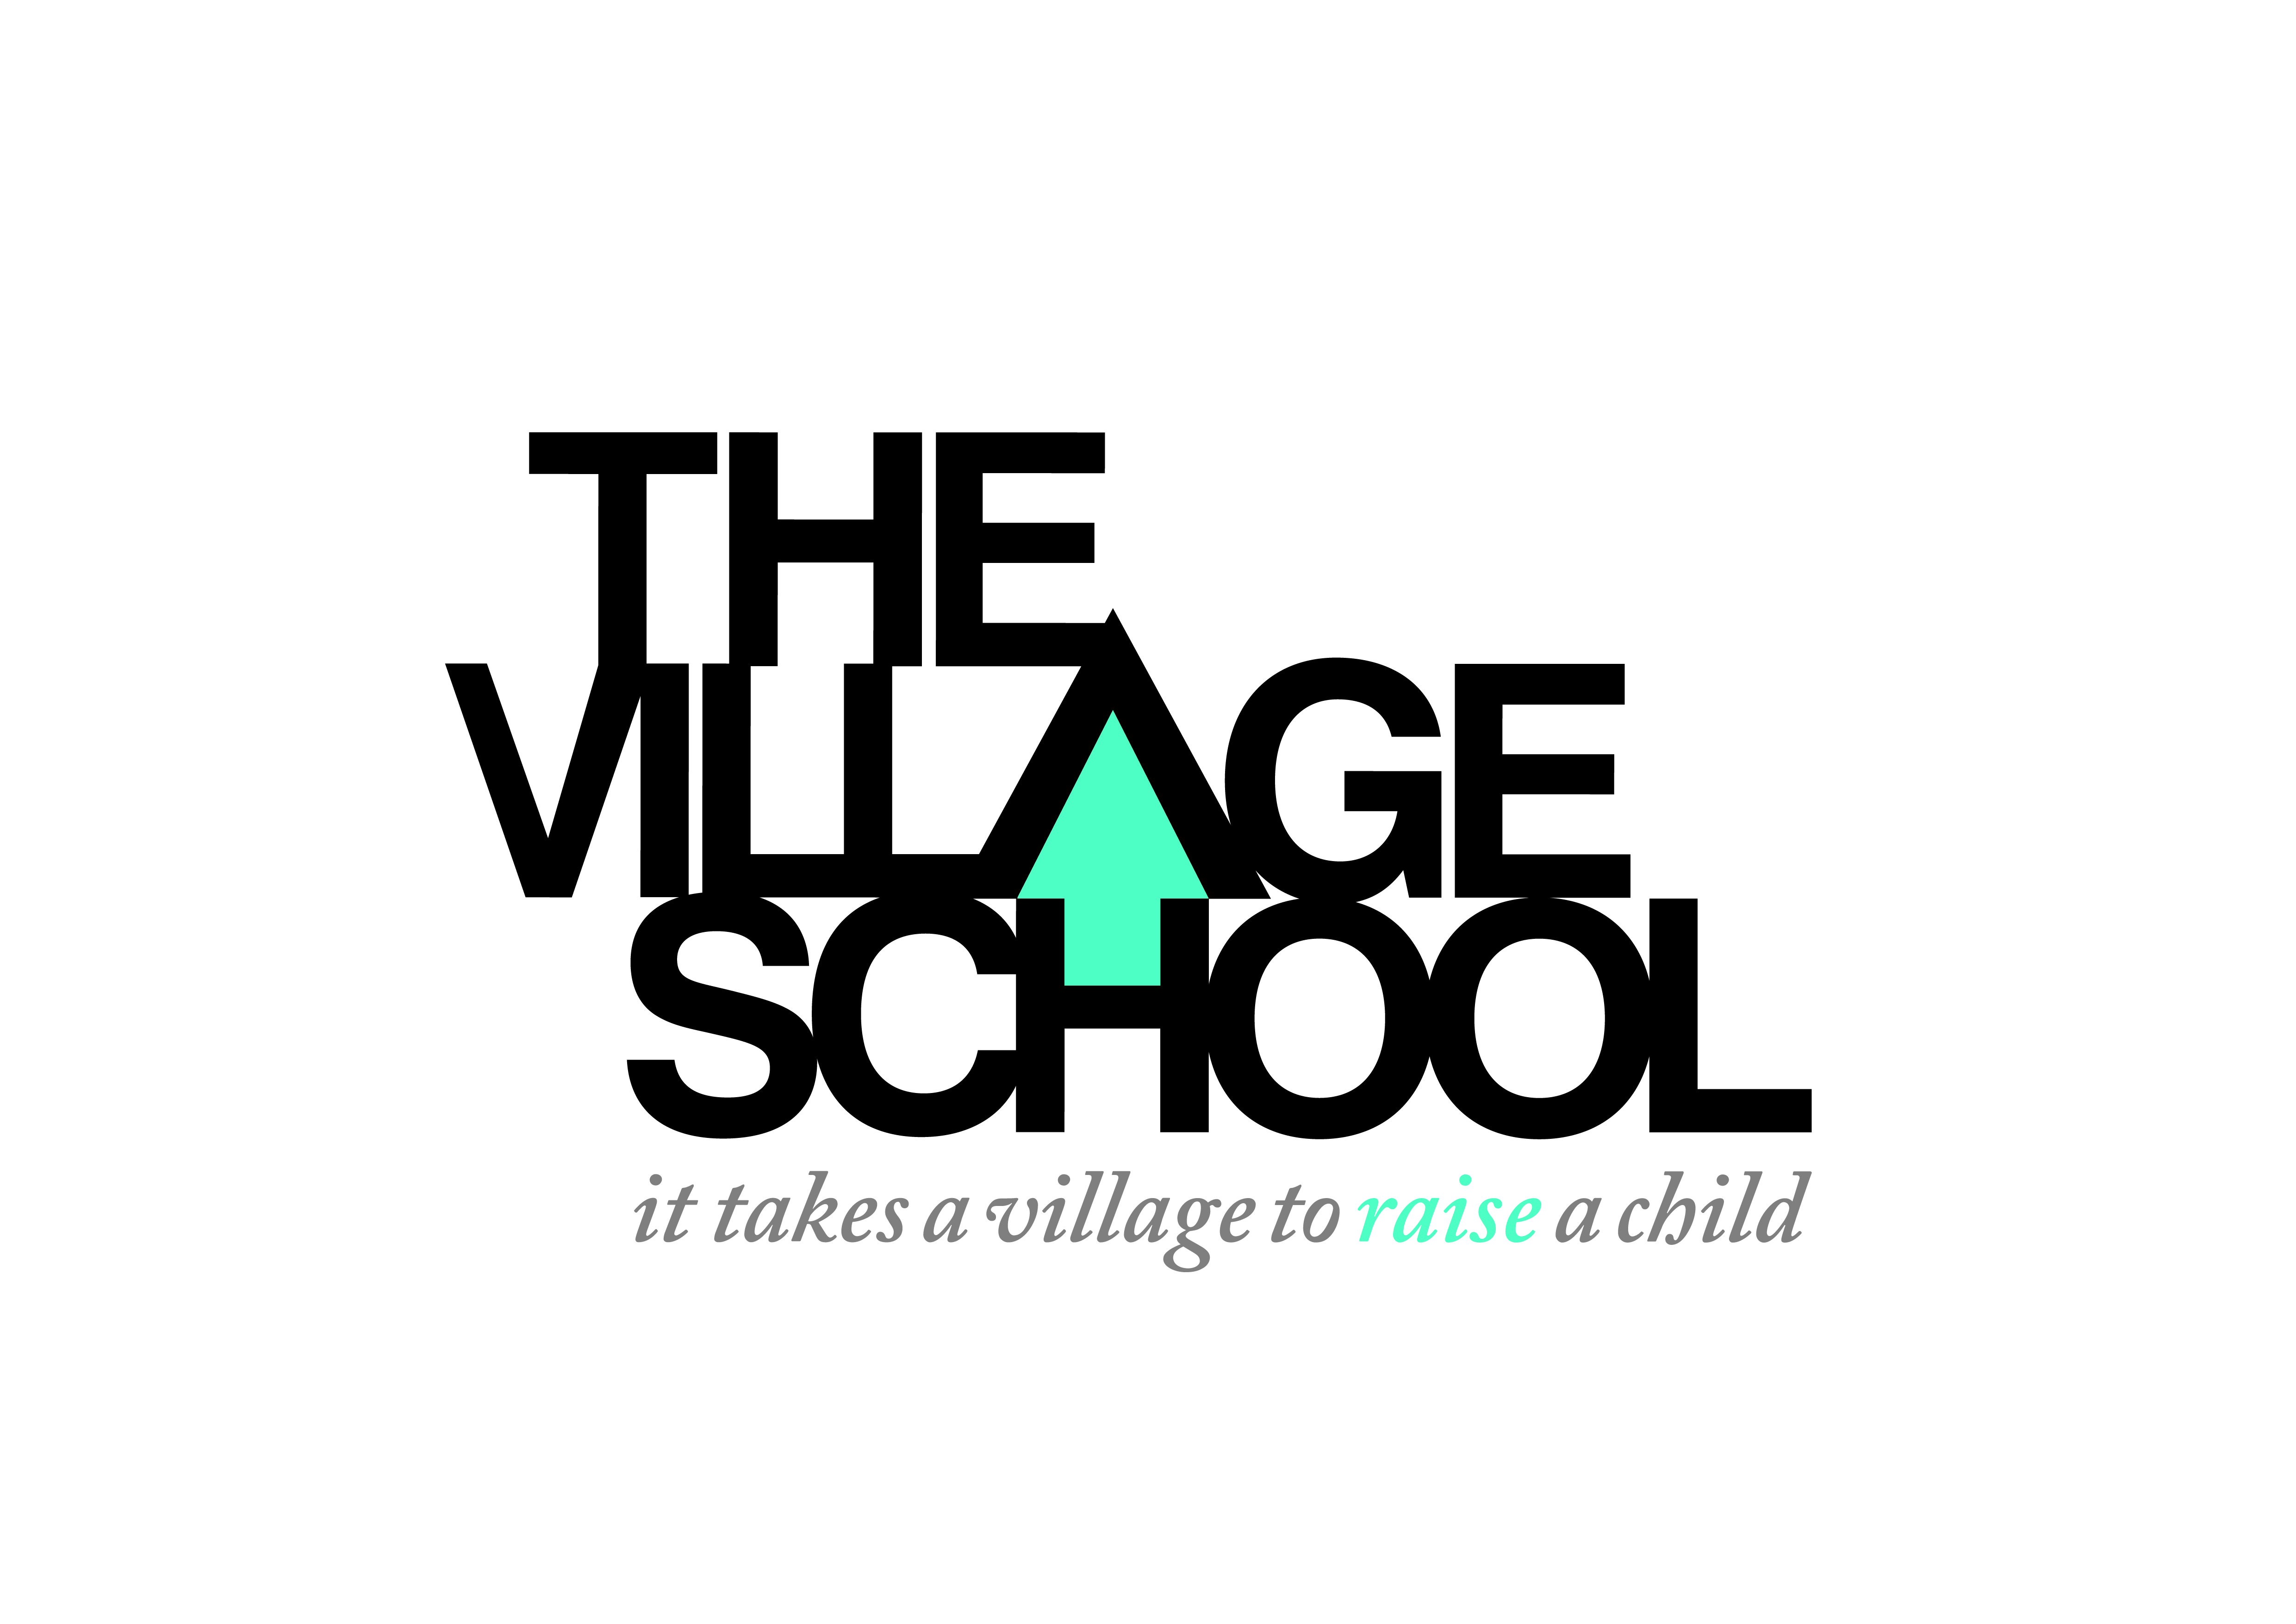 THE
VILLAGE
SCHOOL
it takes a village to raise a child